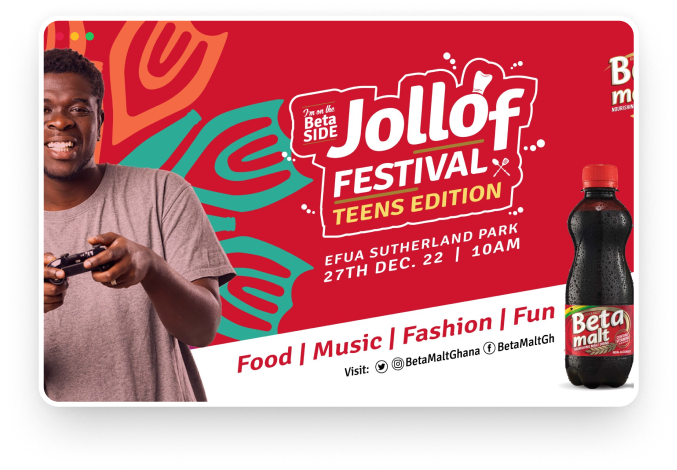 I'm on the
Beta
SIDE
Jollof
FESTIVAL
TEENS EDITION
EFUA SUTHERLAND PARK
27TH DEC. 22 | 10AM
Food | Music | Fashion | Fun
Visit: @BetaMaltGhana BetaMaltGh
Beta
malt